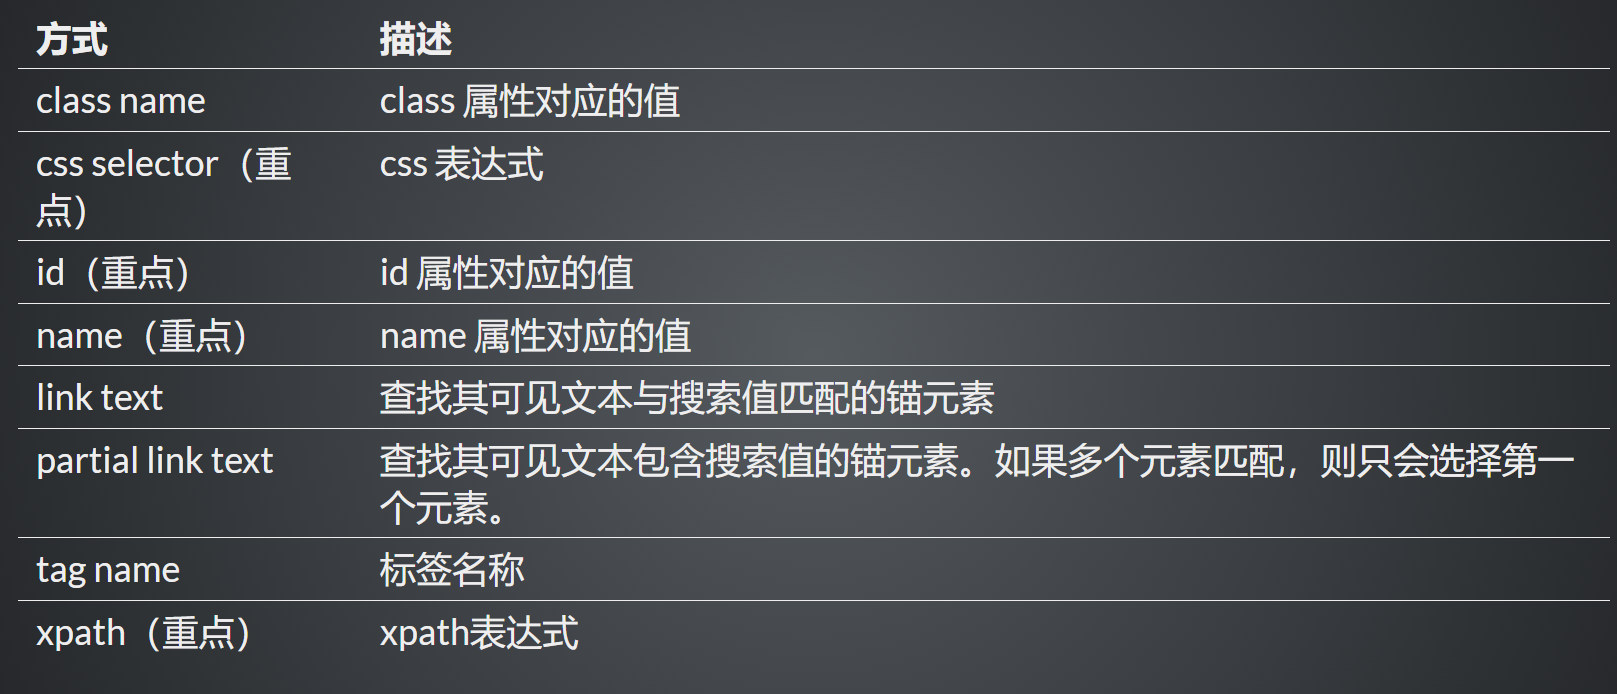 方式 描述
class name class 属性对应的值
css selector（重 css 表达式
点）
id（重点） id 属性对应的值
name（重点） name 属性对应的值
link text 查找其可见文本与搜索值匹配的锚元素
partial link text 查找其可见文本包含搜索值的锚元素。如果多个元素匹配，则只会选择第一
个元素。
tag name 标签名称
xpath（重点） xpath表达式